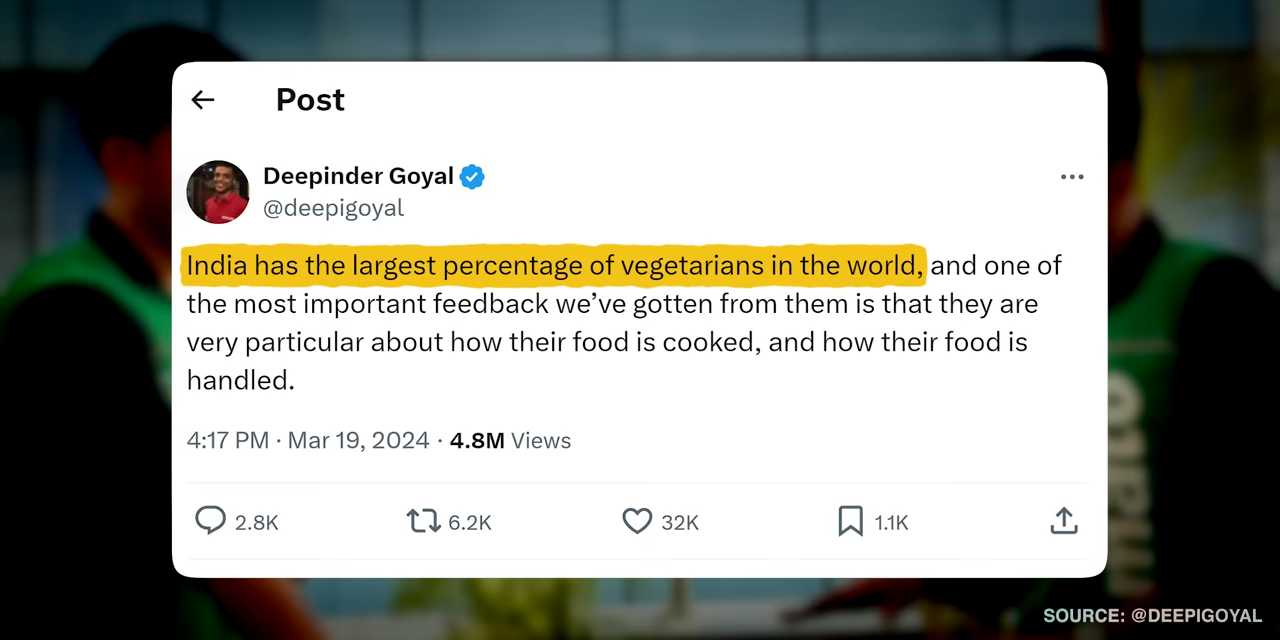 Post
Deepinder Goyal
@deepigoyal
India has the largest percentage of vegetarians in the world, and one of
the most important feedback we’ve gotten from them is that they are
very particular about how their food is cooked, and how their food is
handled.
4:17 PM · Mar 19, 2024 · 4.8M Views
2.8K 6.2K 32K 1.1K
SOURCE: @DEEPIGOYAL